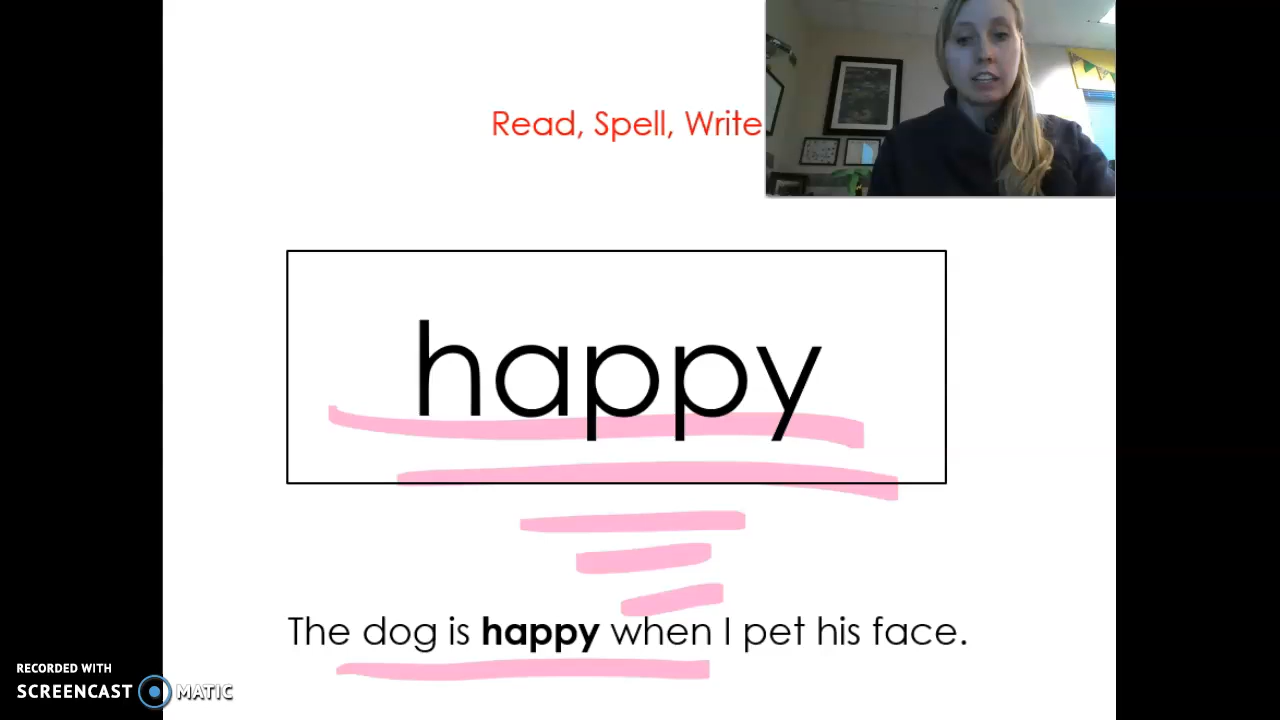 Read, Spell, Write
happy
The dog is happy when I pet his face.
RECORDED WITH
SCREENCAST MATIC